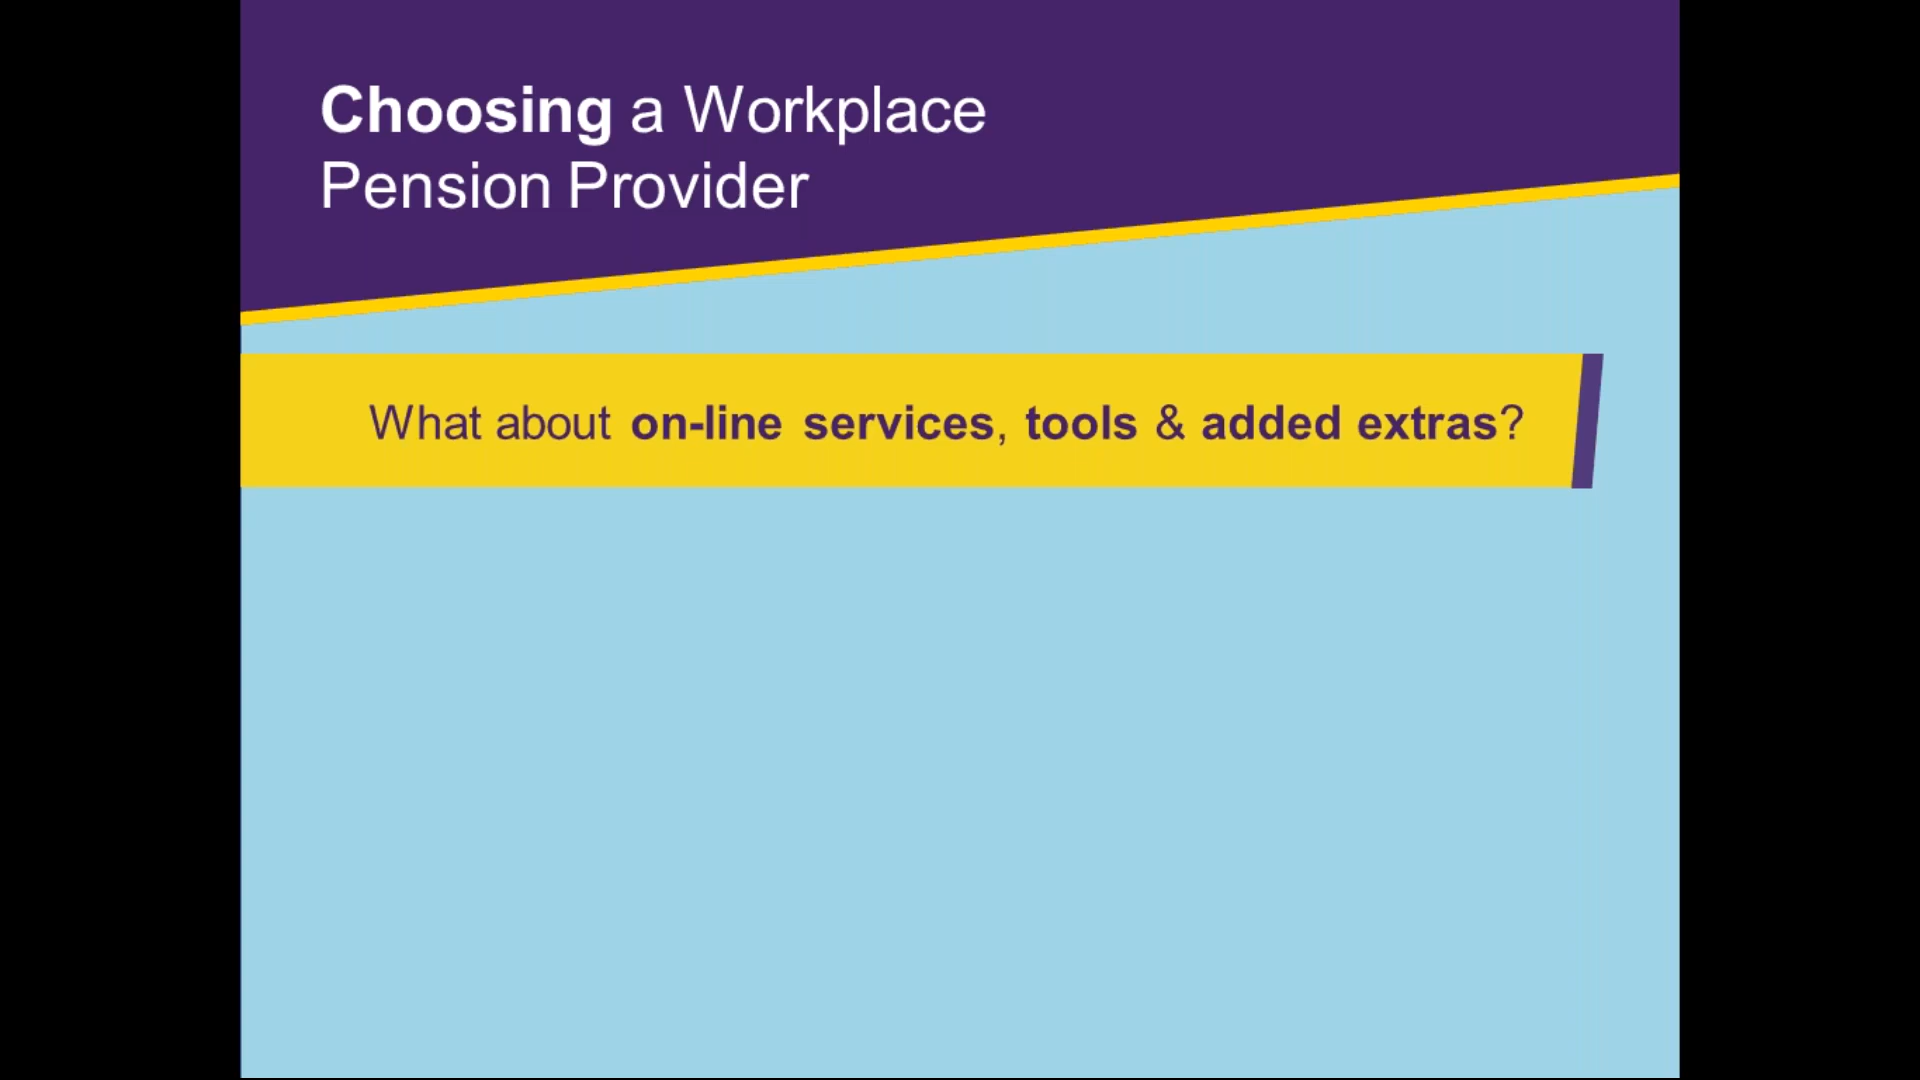 Choosing a Workplace
Pension Provider
What about on-line services, tools & added extras?